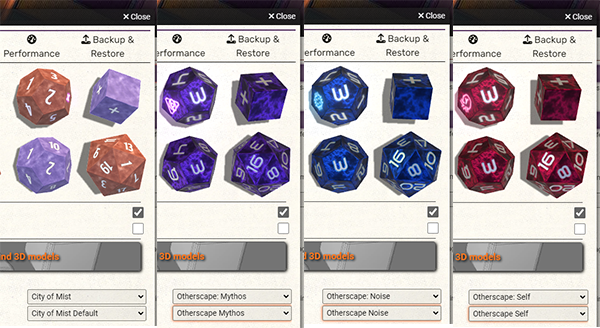 ✕ Close
Performance
Backup &
Restore
nd 3D models
City of Mist
City of Mist Default
✕ Close
erformance
Backup &
Restore
d 3D models
Otherscape: Mythos
Otherscape Mythos
✕ Close
rformance
Backup &
Restore
d 3D models
Otherscape: Noise
Otherscape Noise
✕ Close
erformance
Backup &
Restore
d 3D models
Otherscape: Self
Otherscape Self